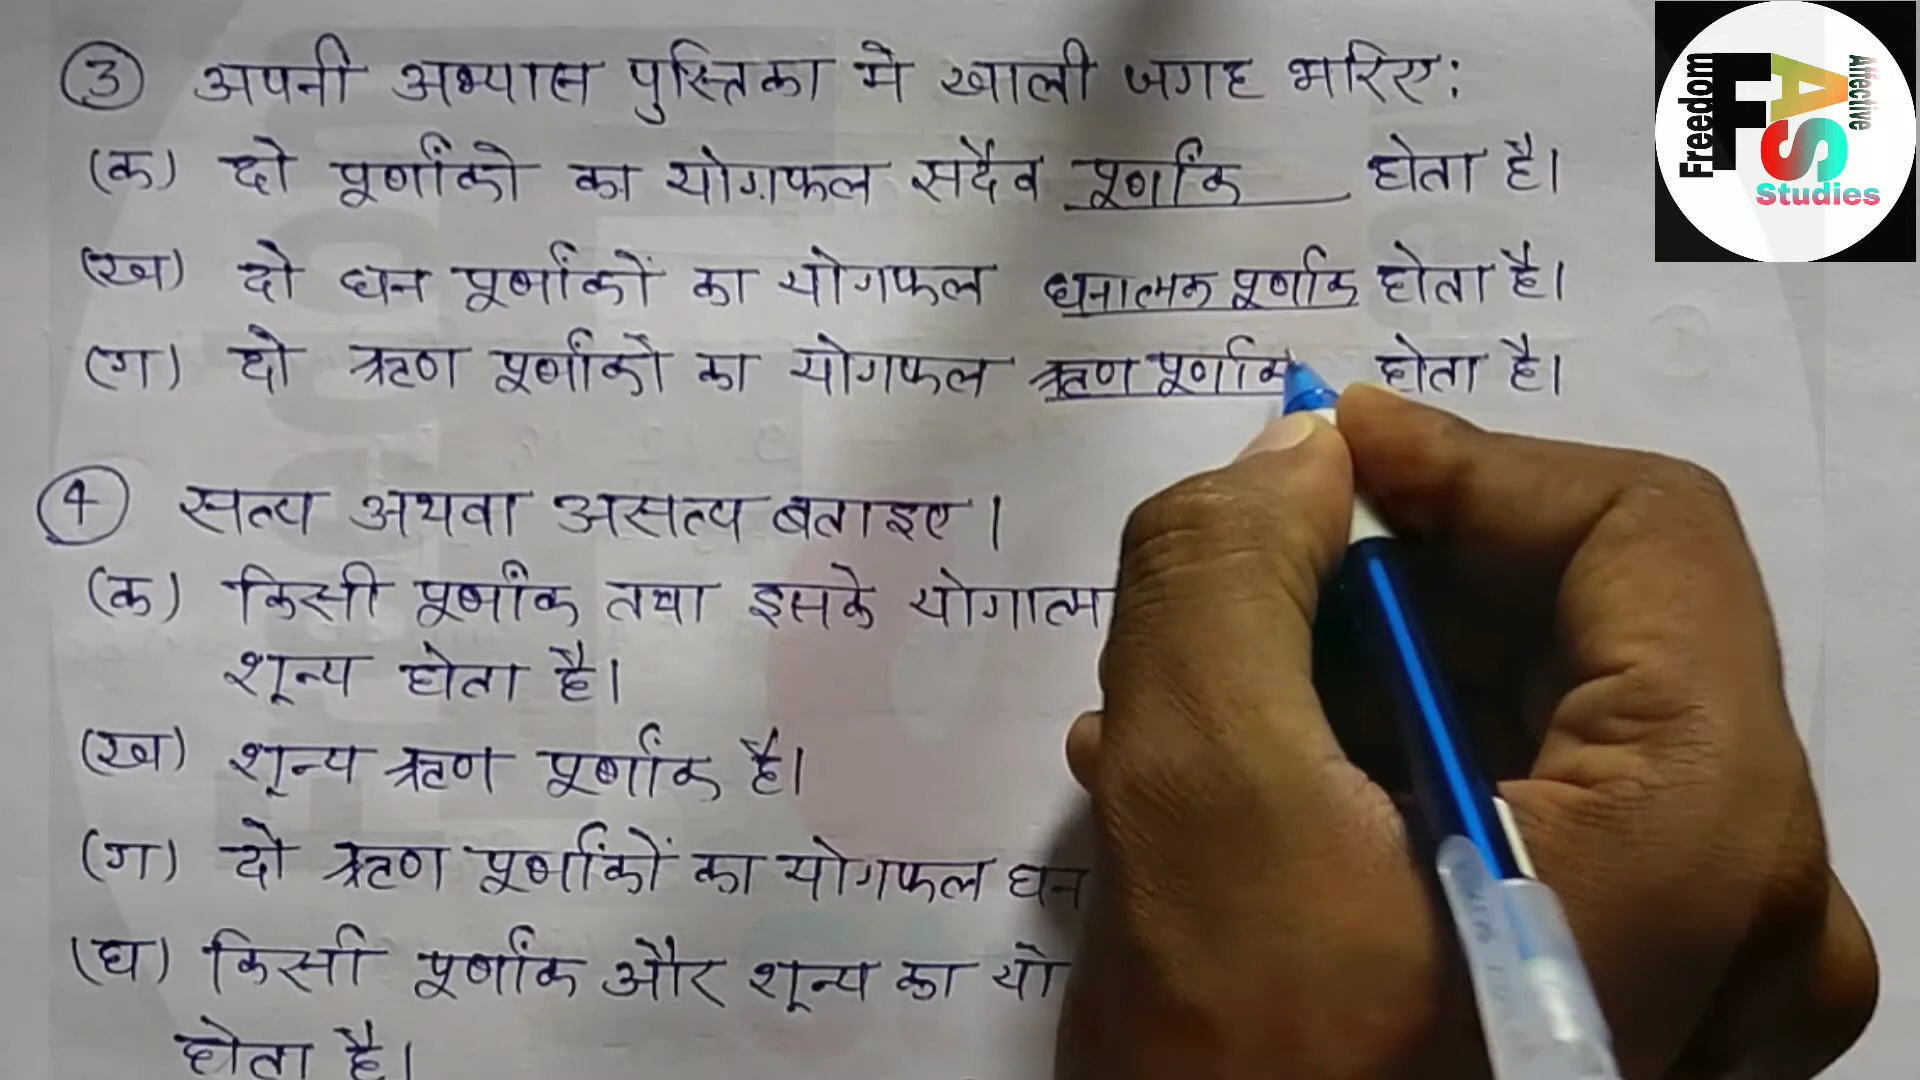 ③ अपनी अभ्यास पुस्तिका मे खाली जगह भरिए:
(क) दो पूर्णांको का योगफल सदैव पूर्णांक होता है।
(ख) दो धन पूर्णांकों का योगफल धनात्मक पूर्णांक होता है।
(ग) दो ऋण पूर्णांकों का योगफल ऋण पूर्णांक होता है।
④ सत्य अथवा असत्य बताइए।
(क) किसी पूर्णांक तथा इसके योगात्म
शून्य होता है।
(ख) शून्य ऋण पूर्णांक है।
(ग) दो ऋण पूर्णांकों का योगफल धन
(घ) किसी पूर्णांक और शून्य का यो
होता है।
Freedom
Affective
FAS
Studies